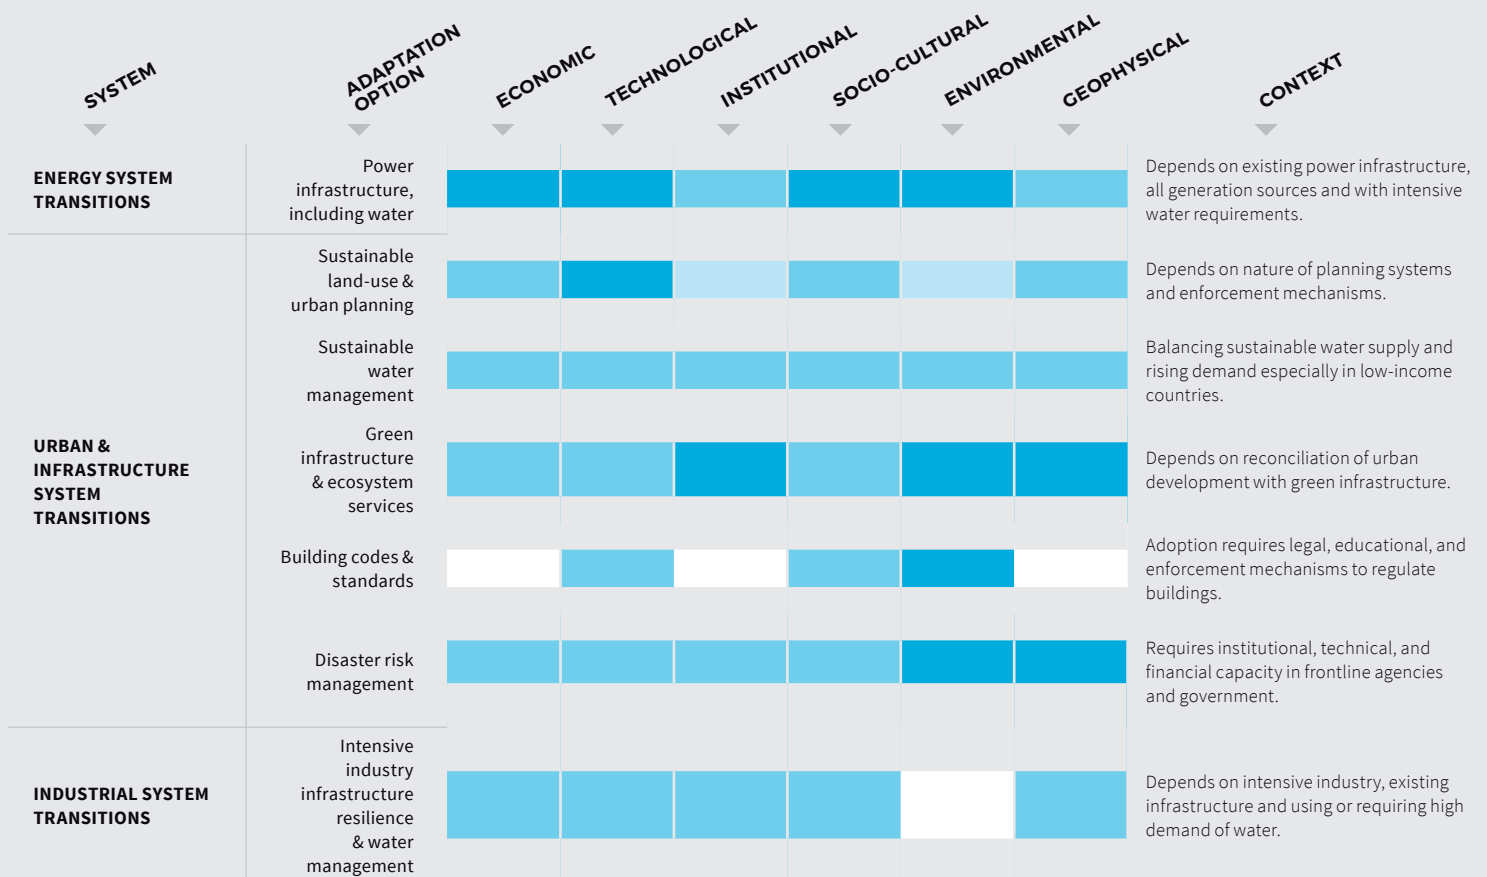 SYSTEM
ADAPTATION
OPTION
ECONOMIC
TECHNOLOGICAL
INSTITUTIONAL
SOCIO-CULTURAL
ENVIRONMENTAL
GEOPHYSICAL
CONTEXT
ENERGY SYSTEM
TRANSITIONS
Power
infrastructure,
including water
Depends on existing power infrastructure,
all generation sources and with intensive
water requirements.
URBAN &
INFRASTRUCTURE
SYSTEM
TRANSITIONS
Sustainable
land-use &
urban planning
Depends on nature of planning systems
and enforcement mechanisms.
Sustainable
water
management
Balancing sustainable water supply and
rising demand especially in low-income
countries.
Green
infrastructure
& ecosystem
services
Depends on reconciliation of urban
development with green infrastructure.
Building codes &
standards
Adoption requires legal, educational, and
enforcement mechanisms to regulate
buildings.
Disaster risk
management
Requires institutional, technical, and
financial capacity in frontline agencies
and government.
INDUSTRIAL SYSTEM
TRANSITIONS
Intensive
industry
infrastructure
resilience
& water
management
Depends on intensive industry, existing
infrastructure and using or requiring high
demand of water.